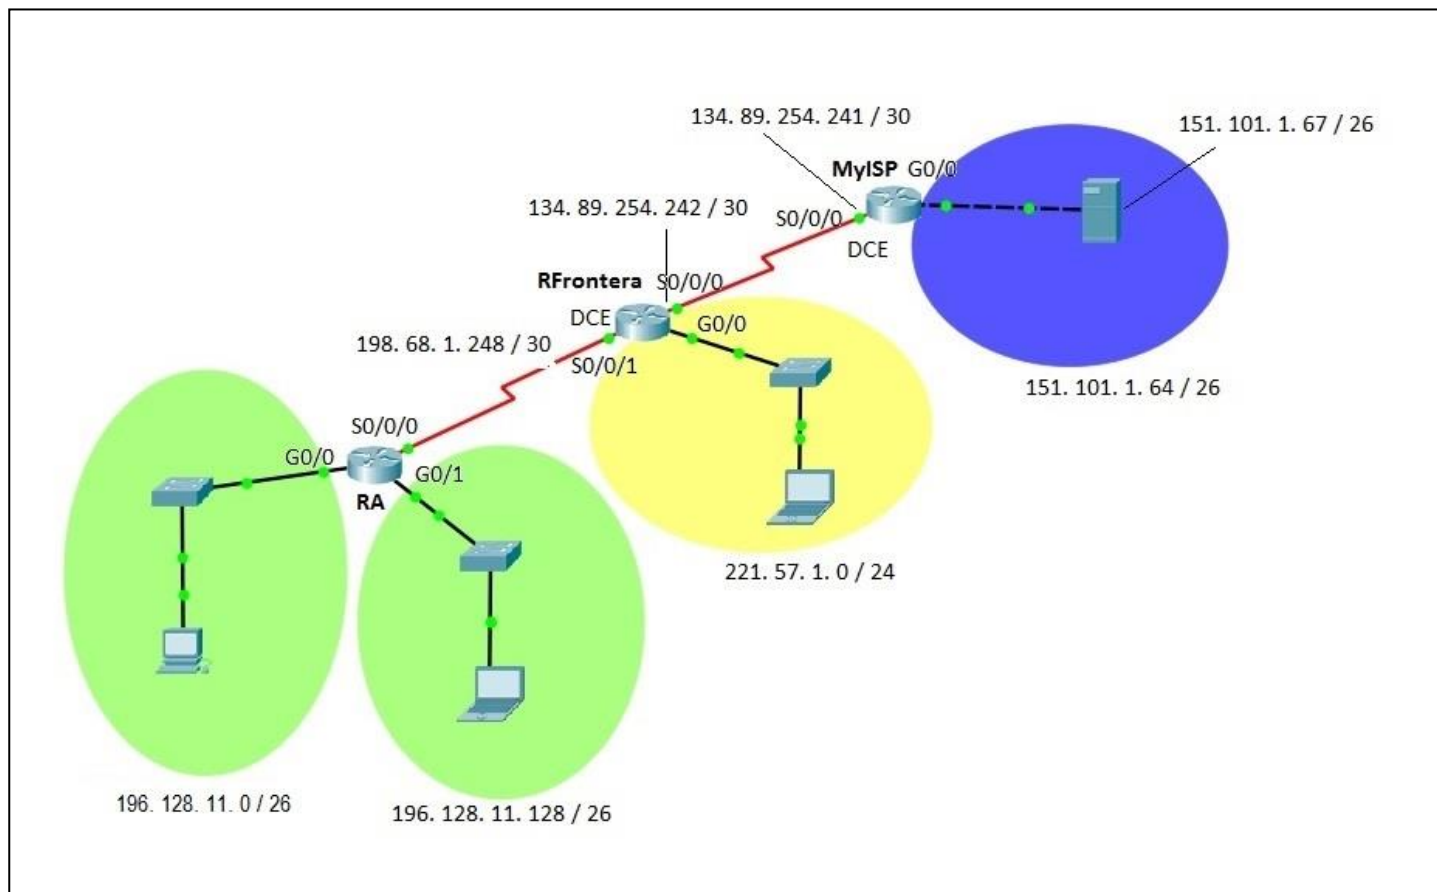 134. 89. 254. 241 / 30
151. 101. 1. 67 / 26
MyISP G0/0
134. 89. 254. 242 / 30
S0/0/0
DCE
RFrontera S0/0/0
DCE
G0/0
198. 68. 1. 248 / 30
S0/0/1
151. 101. 1. 64 / 26
S0/0/0
G0/0
G0/1
RA
221. 57. 1. 0 / 24
196. 128. 11. 0 / 26
196. 128. 11. 128 / 26